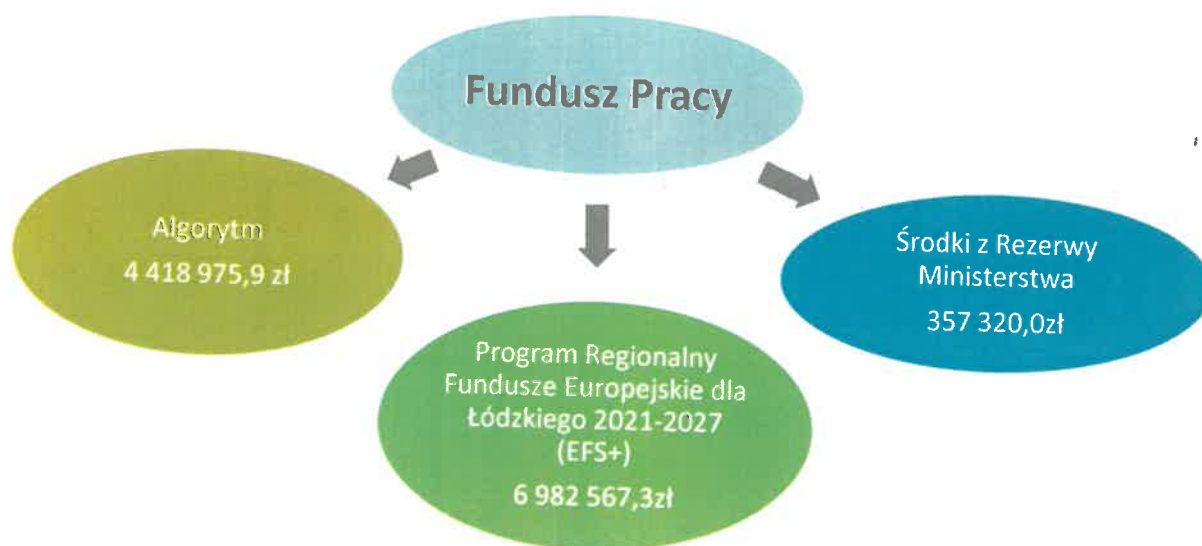 Fundusz Pracy
Algorytm
4 418 975,9 zł
Środki z Rezerwy
Ministerstwa
357 320,0zł
Program Regionalny
Fundusze Europejskie dla
Łódzkiego 2021-2027
(EFS+)
6 982 567,3zł